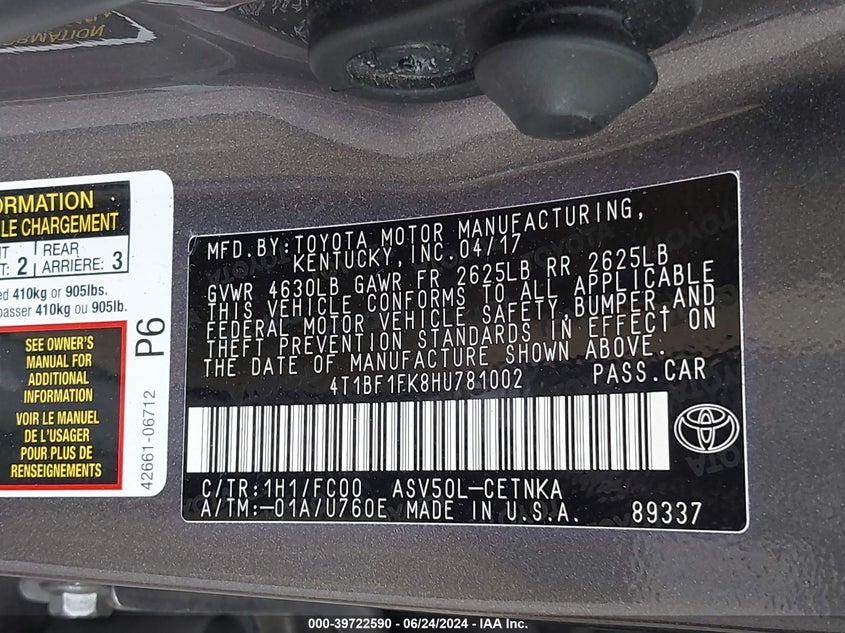 ORMATION
LE CHARGEMENT
REAR
2
ARRIÈRE: 3
410kg or 905lbs.
passer 410kg ou 905lb.
SEE OWNER'S
MANUAL FOR
ADDITIONAL
INFORMATION
VOIR LE MANUEL
DE L'USAGER
POUR PLUS DE
RENSEIGNEMENTS
P6
42661-06712
MFD.BY:TOYOTA MOTOR MANUFACTURING,
KENTUCKY,INC.04/17
GVWR 4630LB GAWR FR 2625LB RR 2625LB
THIS VEHICLE CONFORMS TO ALL APPLICABLE
FEDERAL MOTOR VEHICLE SAFETY,BUMPER,AND
THEFT PREVENTION STANDARDS IN EFFECT ON
THE DATE OF MANUFACTURE SHOWN ABOVE.
4T1BF1FK8HU781002 PASS.CAR
C/TR:1H1/FC00 ASV50L-CETNKA
A/TM:-01A/U760E MADE IN U.S.A. 89337
000-39722590 - 06/24/2024 - IAA Inc.